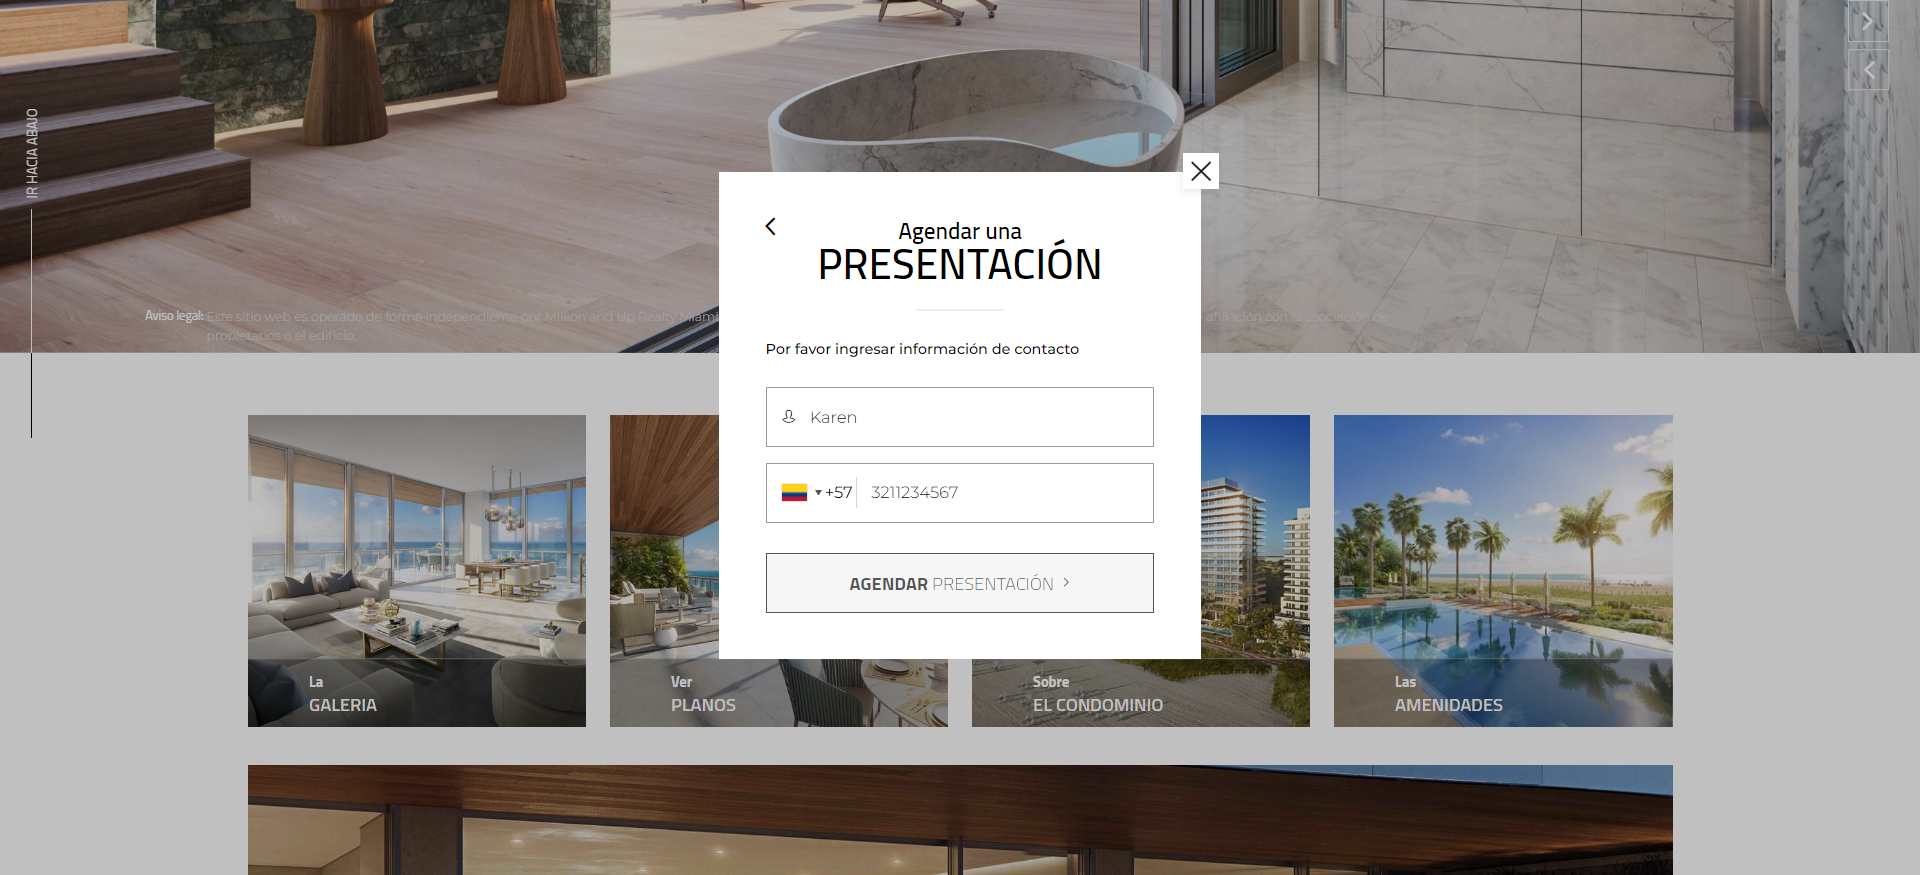 IR HACIA ABAJO
Agendar una
PRESENTACIÓN
Aviso legal: Este sitio web es operado de forma independiente por Million and Up Realty Miami
afiliación con la asociación de
propietarios o el edificio.
Por favor ingresar información de contacto
Karen
+57 3211234567
AGENDAR PRESENTACIÓN
La
GALERIA
Ver
PLANOS
Sobre
EL CONDOMINIO
Las
AMENIDADES